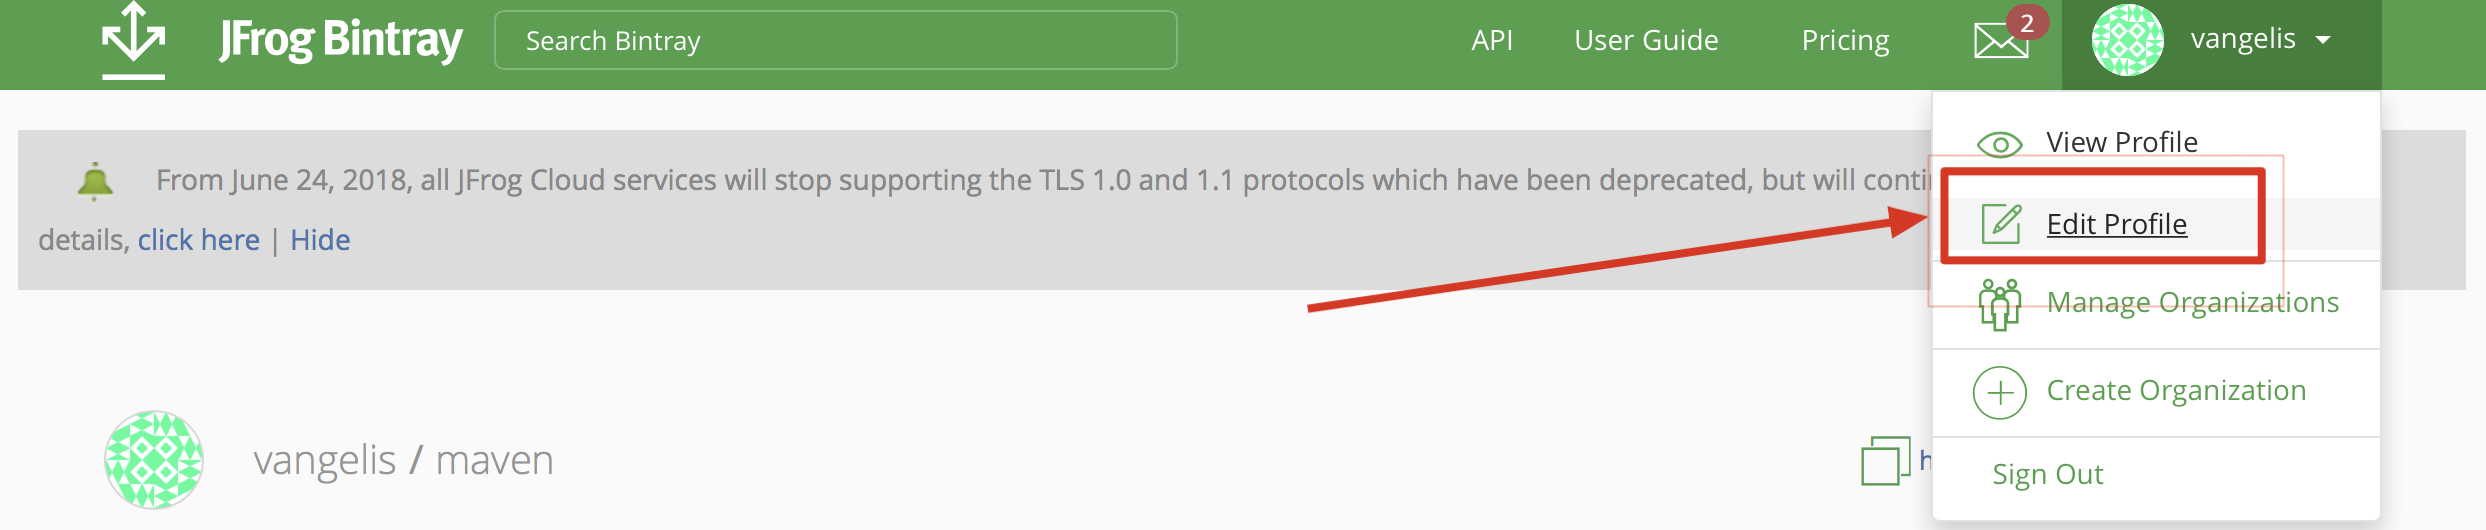 JFrog Bintray
Search Bintray
API
User Guide
Pricing
2
vangelis
View Profile
From June 24, 2018, all JFrog Cloud services will stop supporting the TLS 1.0 and 1.1 protocols which have been deprecated, but will
Edit Profile
details, click here | Hide
Manage Organizations
Create Organization
vangelis / maven
Sign Out